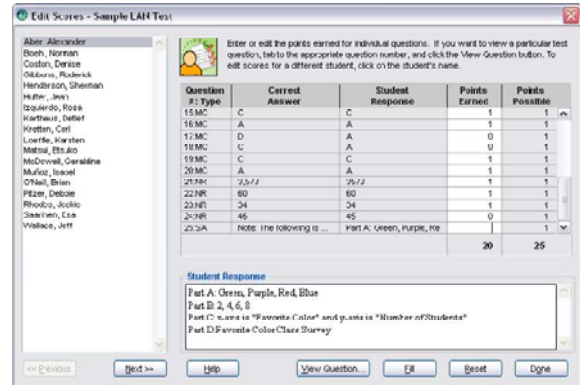 Edit Scores - Sample LAN Test
Aber, Alexander
Boeh, Norman
Coston, Denise
Gibbons, Roderick
Henderson, Sherman
Hutter, Jean
Izquierdo, Rosa
Karthaus, Detlef
Kretten, Carl
Loeffle, Karsten
Matsui, Etsuko
McDowell, Geraldine
Muñoz, Isabel
O'Neil, Brian
Pitzer, Debbie
Rhodes, Jackie
Saarinen, Esa
Wallace, Jeff
Enter or edit the points earned for individual questions. If you want to view a particular test
question, tab to the appropriate question number, and click the View Question button. To
edit scores for a different student, click on the student's name.
Question #: Type Correct Answer Student Response Points Earned Points Possible
15:MC C C 1 1
16:MC A A 1 1
17:MC D A 0 1
18:MC C A 0 1
19:MC C C 1 1
20:MC A A 1 1
21:NR 1 1
22:NR 60 60 1 1
23:NR 34 34 1 1
24:NR 46 45 0 1
25:SA Note: The following is ... Part A: Green, Purple, Re 1
20 25
Student Response
Part A: Green, Purple, Red, Blue
Part B: 2, 4, 6, 8
Part C: x-axis is "Favorite Color" and y-axis is "Number of Students"
Part D:Favorite Color Class Survey
<< Previous Next >> Help View Question... Fill Reset Done